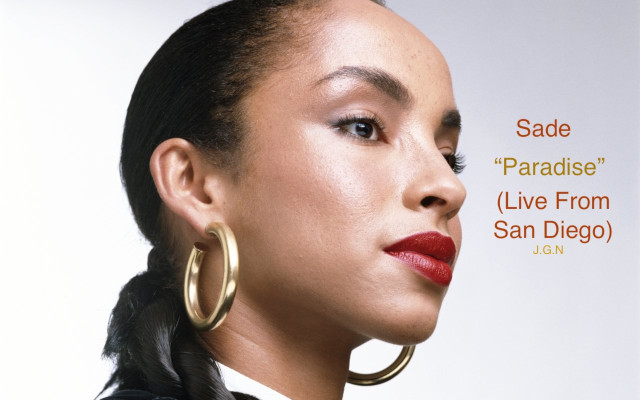 Sade
“Paradise”
(Live From
San Diego)
J.G.N